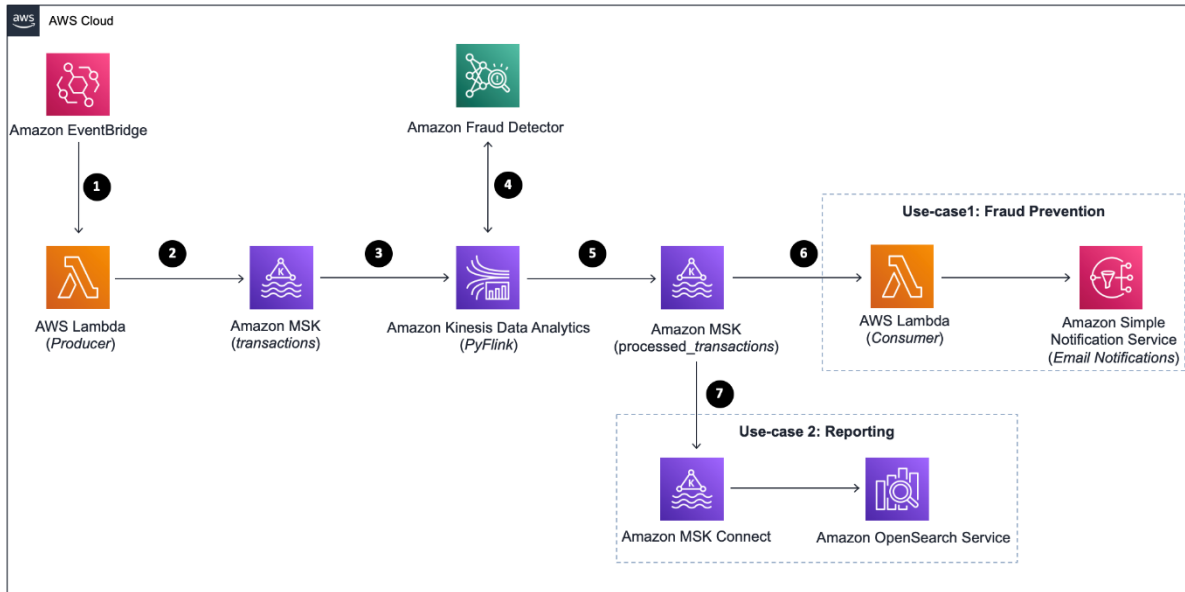 aws
AWS Cloud
Amazon EventBridge
Amazon Fraud Detector
1
4
Use-case1: Fraud Prevention
2
3
5
6
AWS Lambda
(Producer)
K
Amazon MSK
(transactions)
Amazon Kinesis Data Analytics
(PyFlink)
K
Amazon MSK
(processed_transactions)
AWS Lambda
(Consumer)
Amazon Simple
Notification Service
(Email Notifications)
7
Use-case 2: Reporting
K
Amazon MSK Connect
Amazon OpenSearch Service